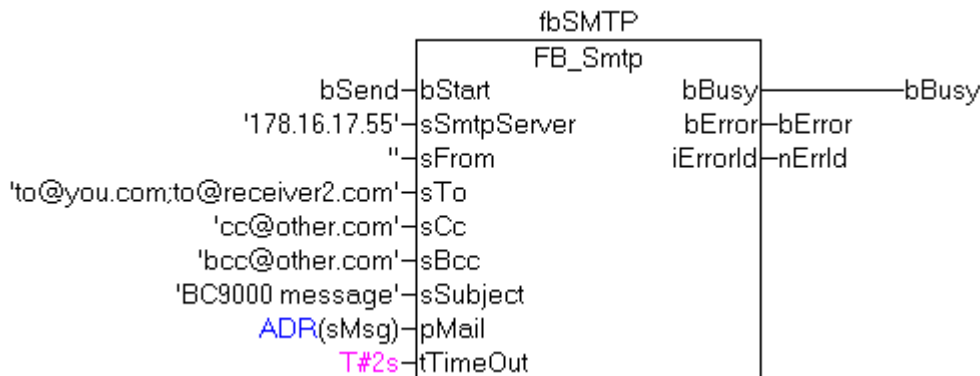 fbSMTP
FB_Smtp
bSend bStart bBusy bBusy
'178.16.17.55' sSmtpServer bError bError
'' sFrom iErrorId nErrId
'to@you.com;to@receiver2.com' sTo
'cc@other.com' sCc
'bcc@other.com' sBcc
'BC9000 message' sSubject
ADR(sMsg) pMail
T#2s tTimeOut